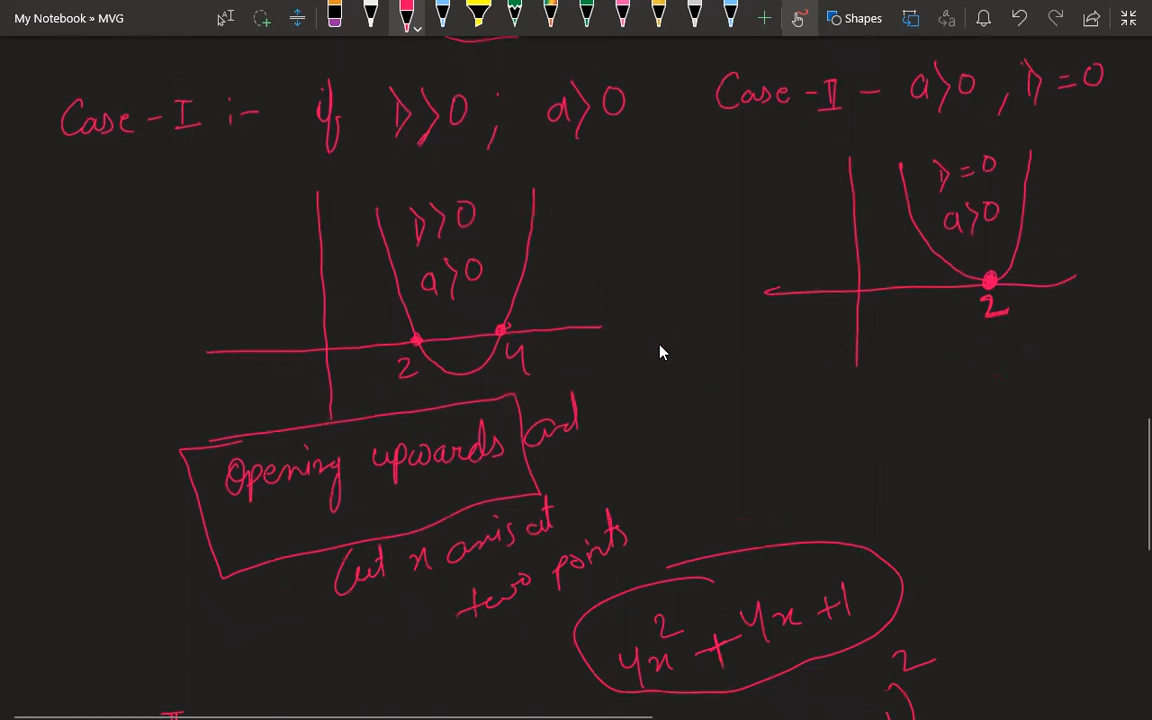 My Notebook » MVG
Shapes
Case-I :- if D>0; a>0
Case-II - a>0, D=0
D>0
a>0
2
4
D=0
a>0
2
Opening upwards and
Cut x axis at
two points
4x² + 4x + 1
2